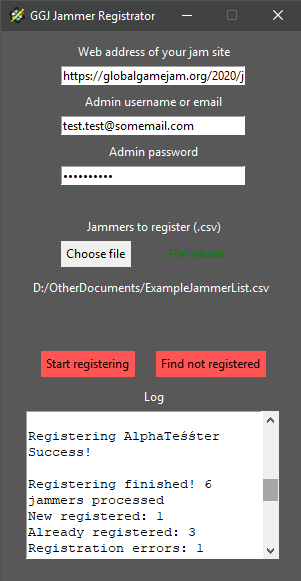 GGJ Jammer Registrator
Web address of your jam site
https://globalgamejam.org/2020/j
Admin username or email
test.test@somemail.com
Admin password
••••••••••
Jammers to register (.csv)
Choose file File loaded
D:/OtherDocuments/ExampleJammerList.csv
Start registering Find not registered
Log
Registering AlphaTeśśter
Success!
Registering finished! 6
jammers processed
New registered: 1
Already registered: 3
Registration errors: 1